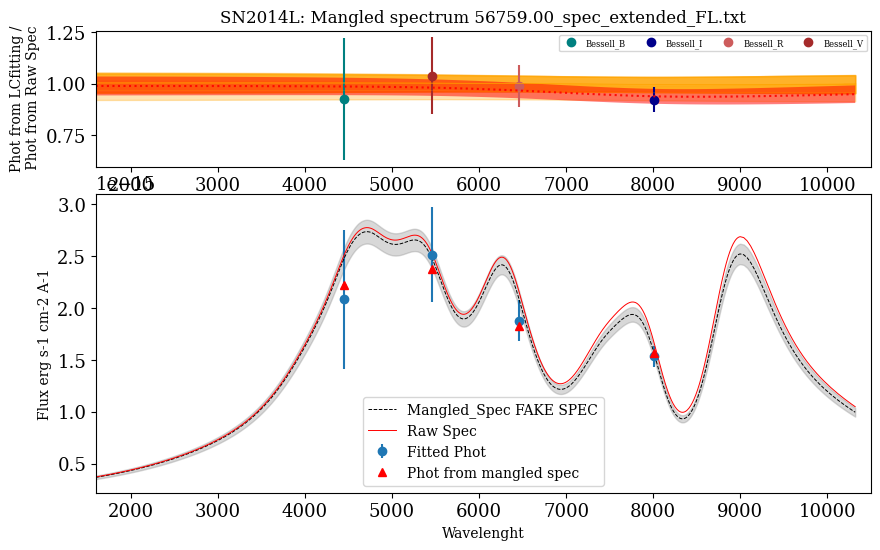 SN2014L: Mangled spectrum 56759.00_spec_extended_FL.txt
Phot from LCfitting /
Phot from Raw Spec
1.25
1.00
0.75
Bessell_B
Bessell_I
Bessell_R
Bessell_V
2000 3000 4000 5000 6000 7000 8000 9000 10000
1e−15
Flux erg s-1 cm-2 A-1
3.0
2.5
2.0
1.5
1.0
0.5
Mangled_Spec FAKE SPEC
Raw Spec
Fitted Phot
Phot from mangled spec
2000 3000 4000 5000 6000 7000 8000 9000 10000
Wavelenght